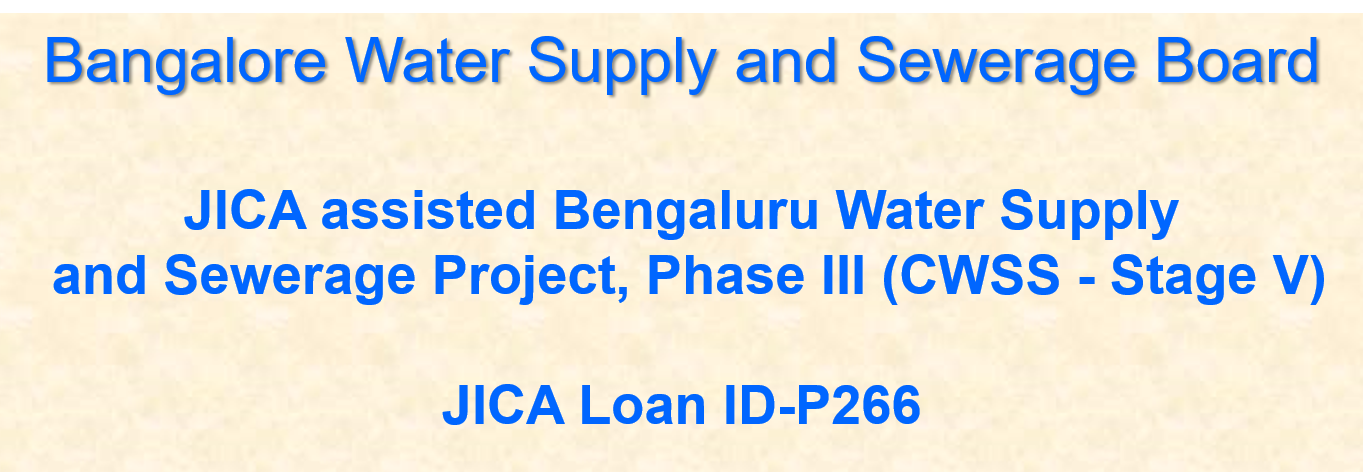 Bangalore Water Supply and Sewerage Board
JICA assisted Bengaluru Water Supply
and Sewerage Project, Phase III (CWSS - Stage V)
JICA Loan ID-P266